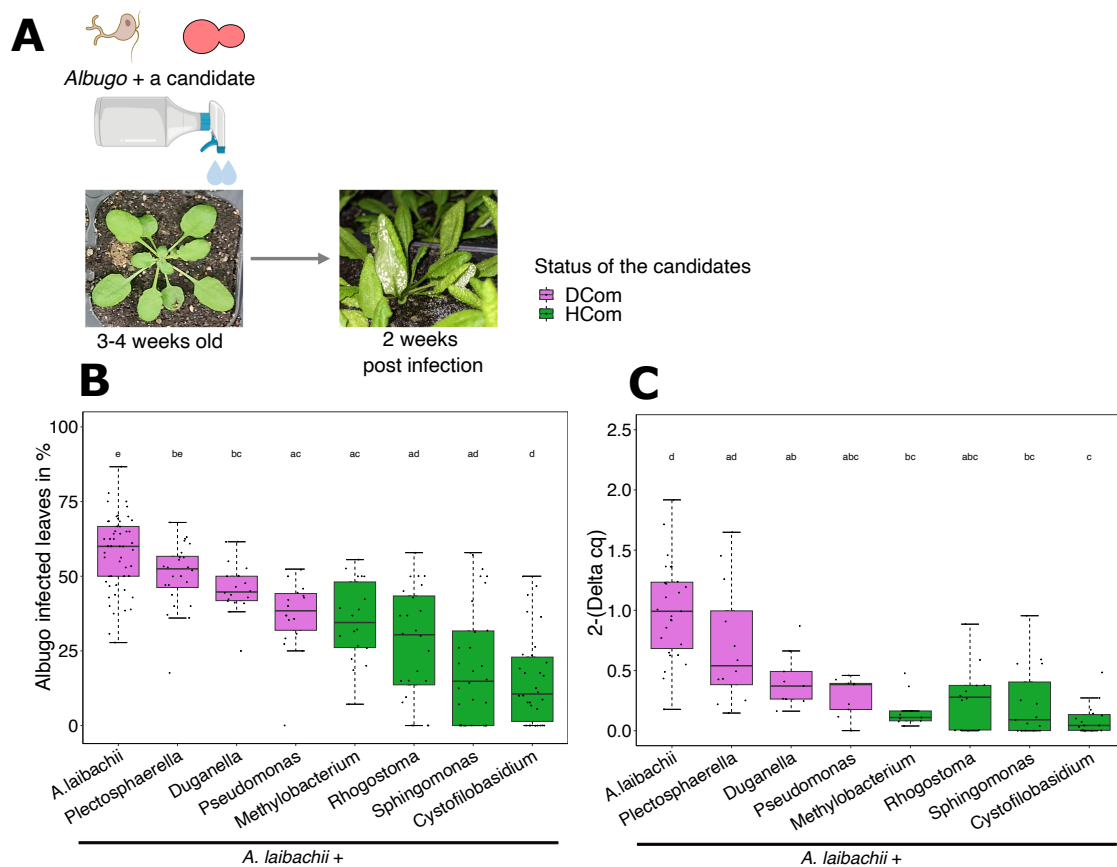 A
Albugo + a candidate
3-4 weeks old
2 weeks
post infection
Status of the candidates
DCom
HCom
B
Albugo infected leaves in %
100
75
50
25
0
e be bc ac ac ad ad d
A.laibachii
Plectosphaerella
Duganella
Pseudomonas
Methylobacterium
Rhogostoma
Sphingomonas
Cystofilobasidium
A. laibachii +
C
2-(Delta cq)
2.5
2.0
1.5
1.0
0.5
0.0
d ad ab abc bc abc bc c
A.laibachii
Plectosphaerella
Duganella
Pseudomonas
Methylobacterium
Rhogostoma
Sphingomonas
Cystofilobasidium
A. laibachii +